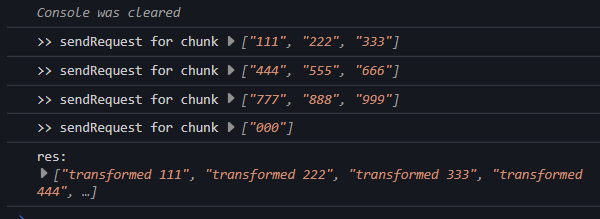 Console was cleared
>> sendRequest for chunk ▶ ["111", "222", "333"]
>> sendRequest for chunk ▶ ["444", "555", "666"]
>> sendRequest for chunk ▶ ["777", "888", "999"]
>> sendRequest for chunk ▶ ["000"]
res:
▶ ["transformed 111", "transformed 222", "transformed 333", "transformed
444", …]